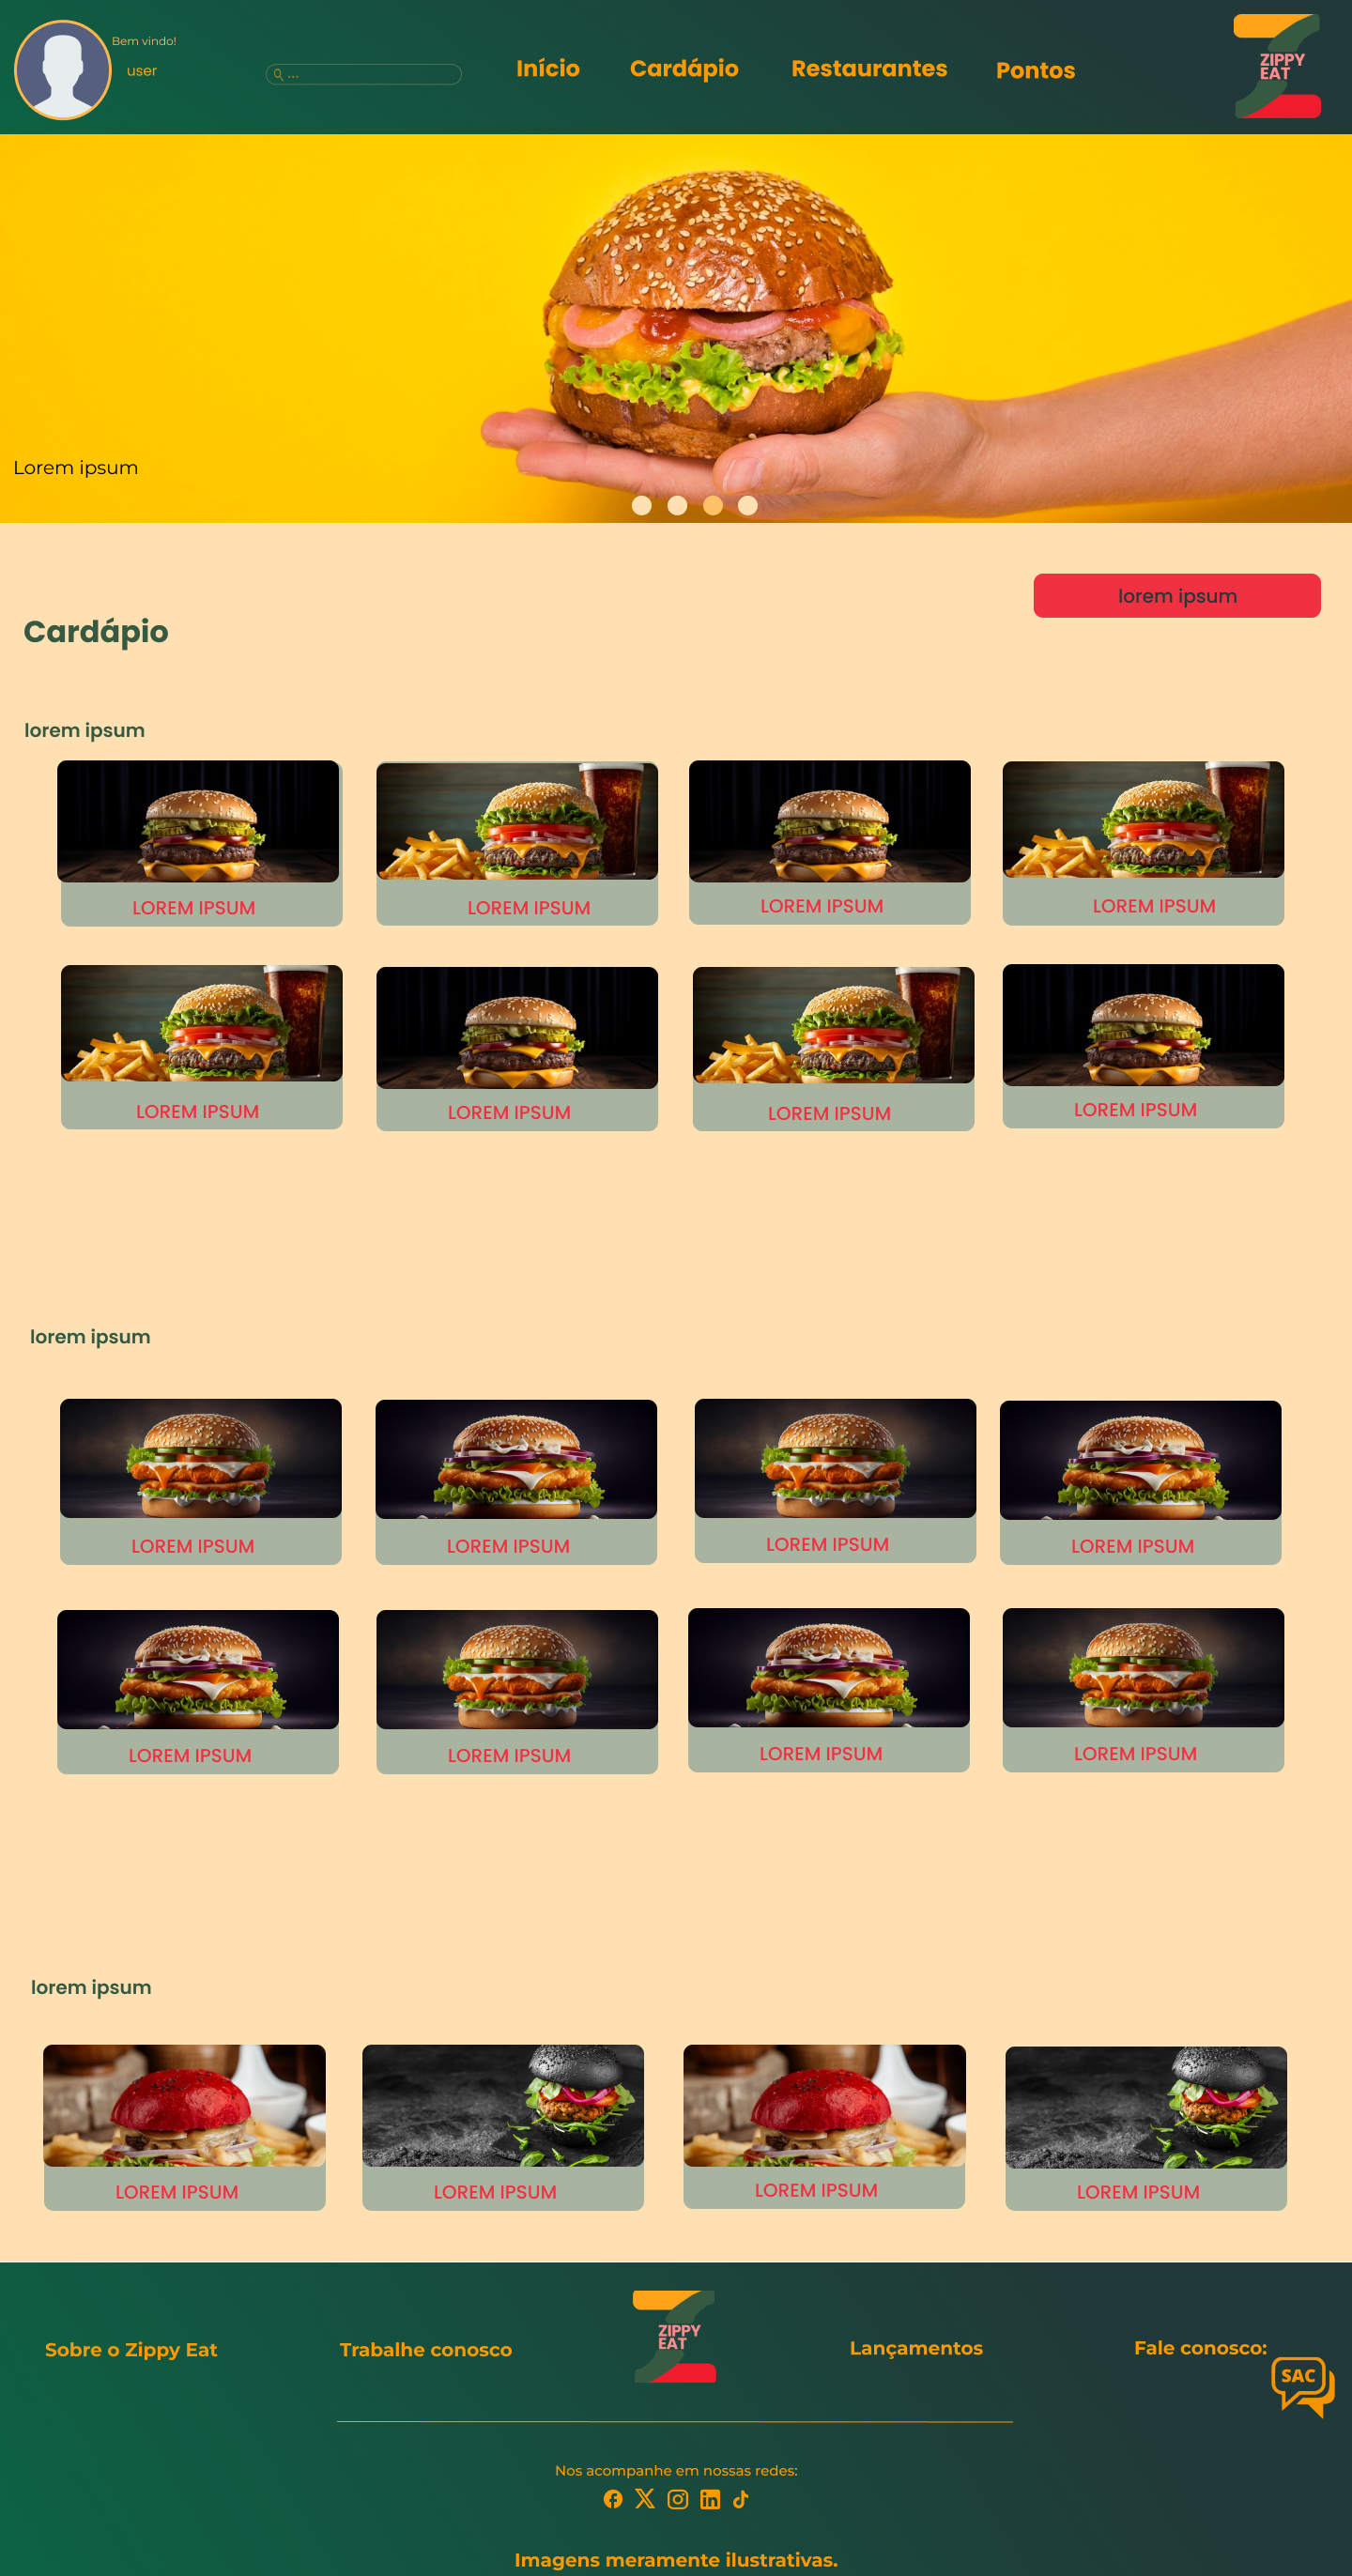 Bem vindo!
user
...
Início Cardápio Restaurantes Pontos
ZIPPY
EAT
Lorem ipsum
lorem ipsum
Cardápio
lorem ipsum
LOREM IPSUM LOREM IPSUM LOREM IPSUM LOREM IPSUM
LOREM IPSUM LOREM IPSUM LOREM IPSUM LOREM IPSUM
lorem ipsum
LOREM IPSUM LOREM IPSUM LOREM IPSUM LOREM IPSUM
LOREM IPSUM LOREM IPSUM LOREM IPSUM LOREM IPSUM
lorem ipsum
LOREM IPSUM LOREM IPSUM LOREM IPSUM LOREM IPSUM
Sobre o Zippy Eat Trabalhe conosco
ZIPPY
EAT
Lançamentos Fale conosco:
SAC
Nos acompanhe em nossas redes:
Imagens meramente ilustrativas.